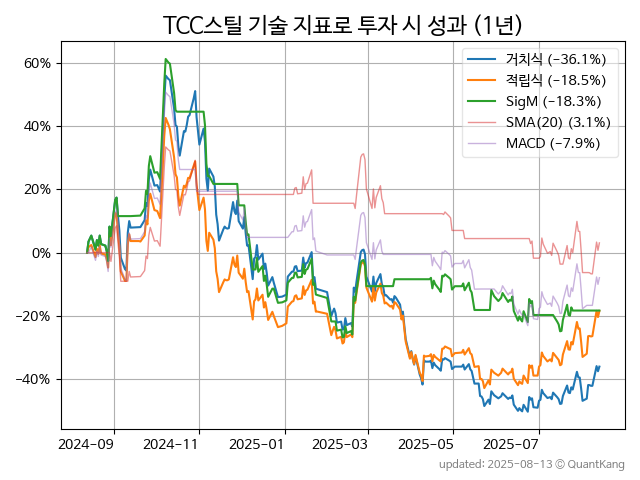 TCC스틸 기술 지표로 투자 시 성과 (1년)
거치식 (−36.1%)
적립식 (−18.5%)
SigM (−18.3%)
SMA(20) (3.1%)
MACD (−7.9%)
60%
40%
20%
0%
−20%
−40%
2024-09 2024-11 2025-01 2025-03 2025-05 2025-07
updated: 2025-08-13 © QuantKang